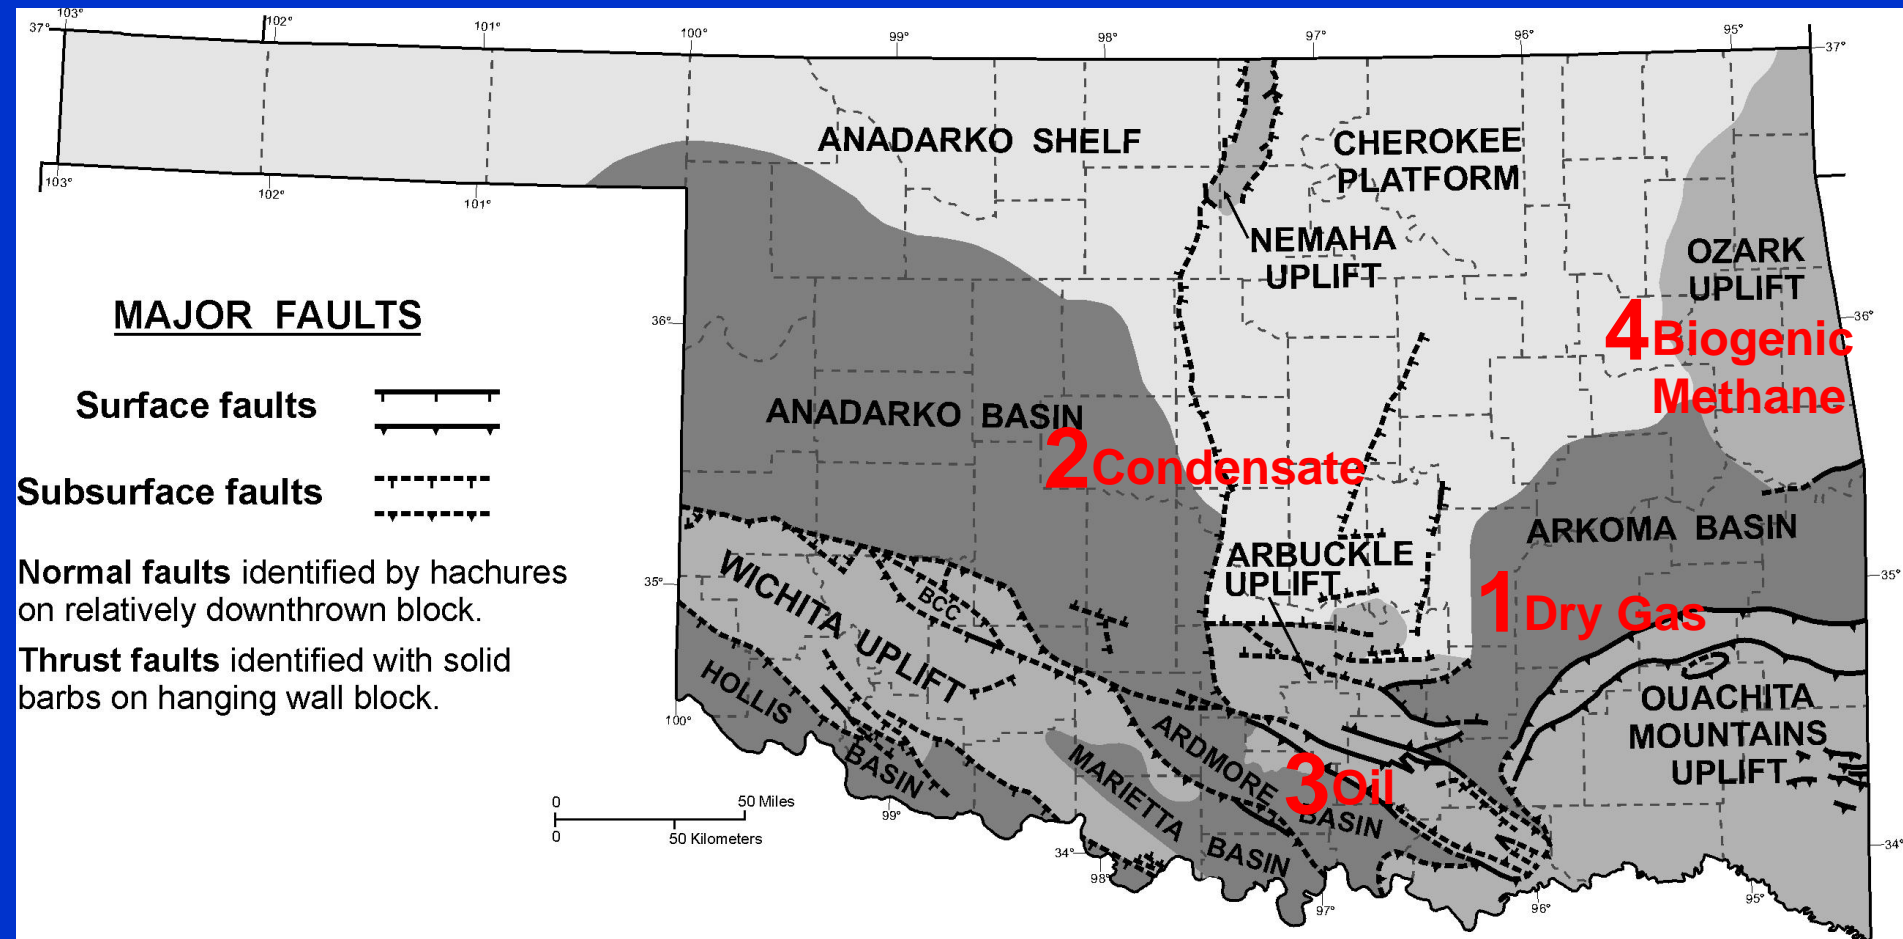 103°
102°
101°
100°
99°
98°
97°
96°
95°
37°
37°
103°
102°
101°
ANADARKO SHELF
CHEROKEE
PLATFORM
NEMAHA
UPLIFT
OZARK
UPLIFT
MAJOR FAULTS
36°
36°
4 Biogenic
Methane
Surface faults
ANADARKO BASIN
2 Condensate
Subsurface faults
ARKOMA BASIN
ARBUCKLE
UPLIFT
Normal faults identified by hachures
on relatively downthrown block.
35°
35°
WICHITA UPLIFT
BCC
1 Dry Gas
Thrust faults identified with solid
barbs on hanging wall block.
HOLLIS
BASIN
100°
OUACHITA
MOUNTAINS
UPLIFT
ARDMORE
BASIN
3 Oil
MARIETTA
BASIN
0
50 Miles
0
50 Kilometers
99°
34°
98°
97°
96°
95°
34°